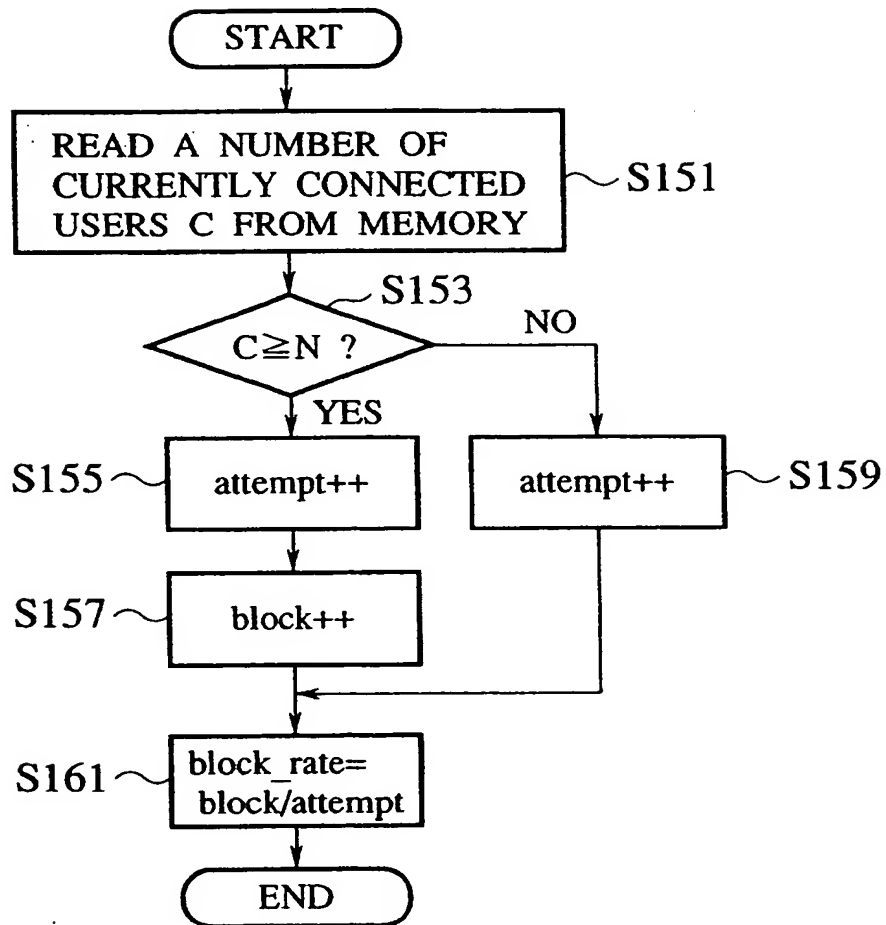 START
READ A NUMBER OF
CURRENTLY CONNECTED
USERS C FROM MEMORY
S151
S153
C≧N ?
NO
YES
S155
attempt++
attempt++
S159
S157
block++
S161
block_rate=
block/attempt
END